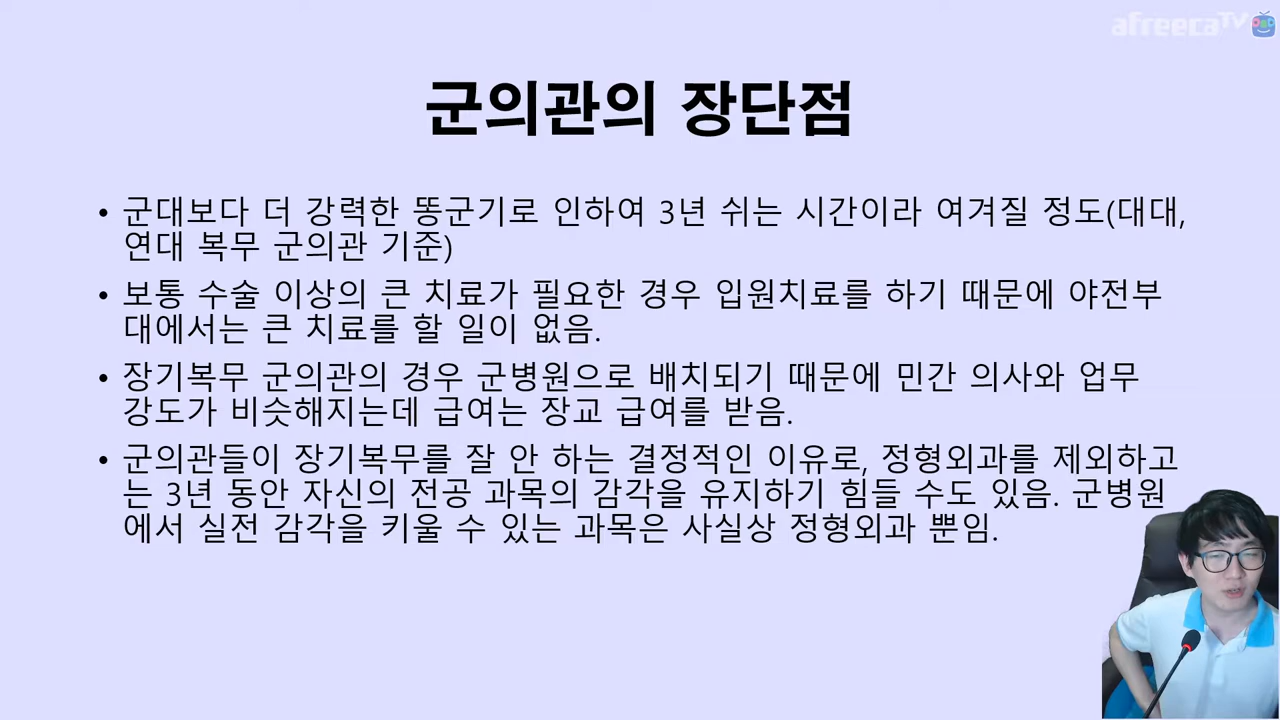 afreecaTV
군의관의 장단점
• 군대보다 더 강력한 똥군기로 인하여 3년 쉬는 시간이라 여겨질 정도(대대,
연대 복무 군의관 기준)
• 보통 수술 이상의 큰 치료가 필요한 경우 입원치료를 하기 때문에 야전부
대에서는 큰 치료를 할 일이 없음.
• 장기복무 군의관의 경우 군병원으로 배치되기 때문에 민간 의사와 업무
강도가 비슷해지는데 급여는 장교 급여를 받음.
• 군의관들이 장기복무를 잘 안 하는 결정적인 이유로, 정형외과를 제외하고
는 3년 동안 자신의 전공 과목의 감각을 유지하기 힘들 수도 있음. 군병원
에서 실전 감각을 키울 수 있는 과목은 사실상 정형외과 뿐임.